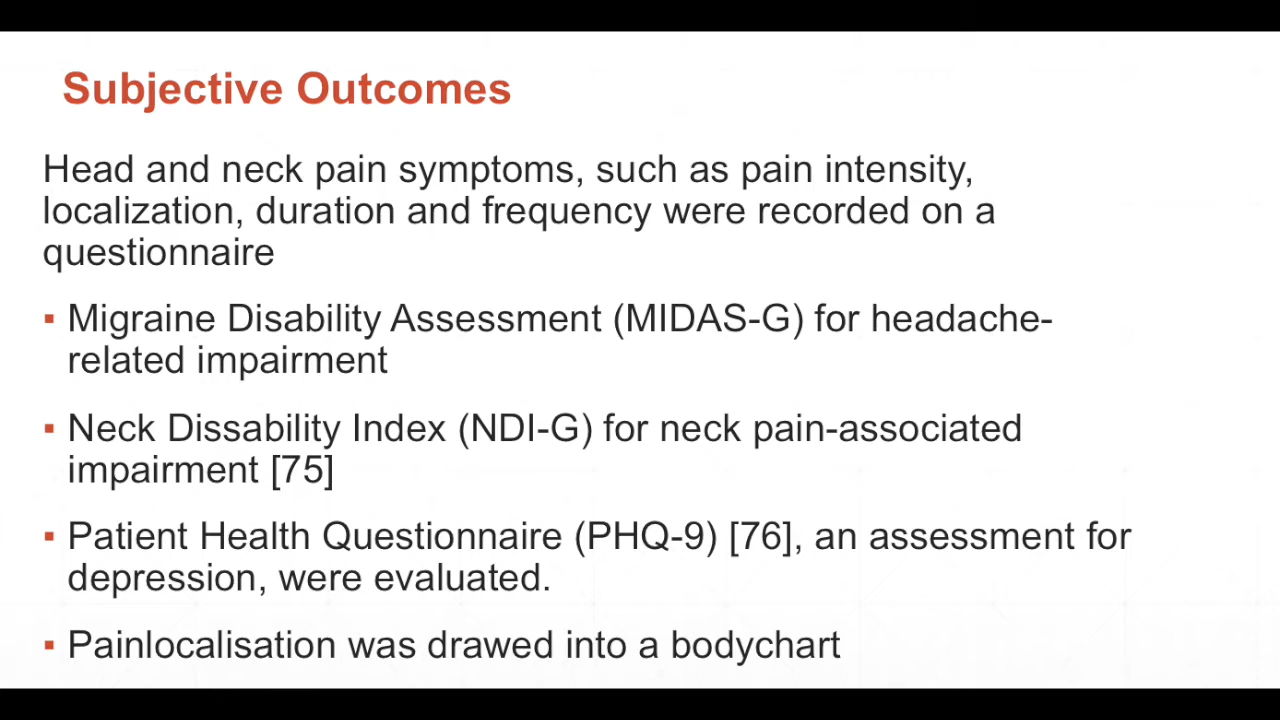 Subjective Outcomes
Head and neck pain symptoms, such as pain intensity,
localization, duration and frequency were recorded on a
questionnaire
▪ Migraine Disability Assessment (MIDAS-G) for headache-
related impairment
▪ Neck Dissability Index (NDI-G) for neck pain-associated
impairment [75]
▪ Patient Health Questionnaire (PHQ-9) [76], an assessment for
depression, were evaluated.
▪ Painlocalisation was drawed into a bodychart